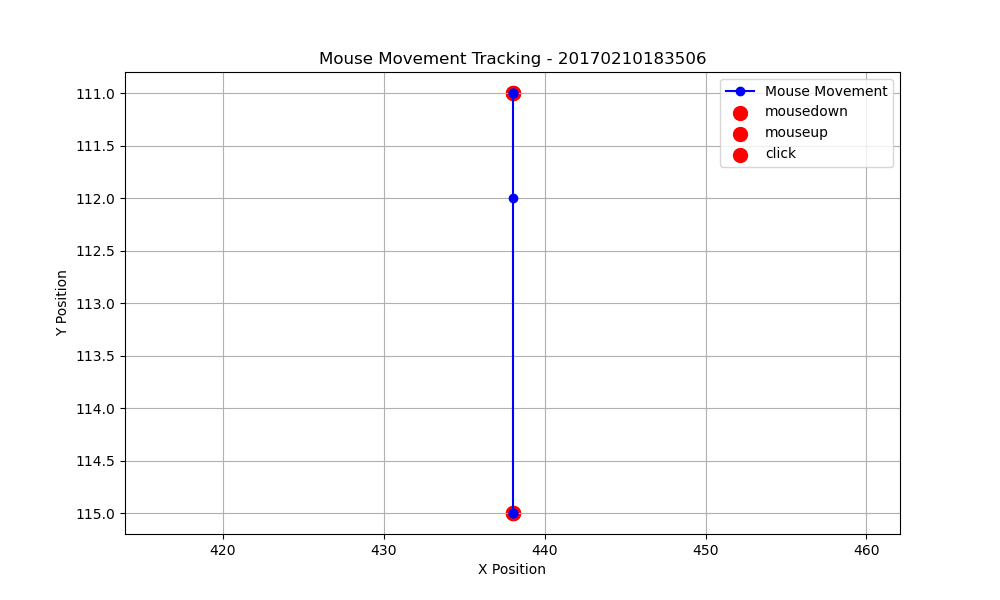 Mouse Movement Tracking - 20170210183506
Mouse Movement
mousedown
mouseup
click
Y Position
111.0
111.5
112.0
112.5
113.0
113.5
114.0
114.5
115.0
420 430 440 450 460
X Position